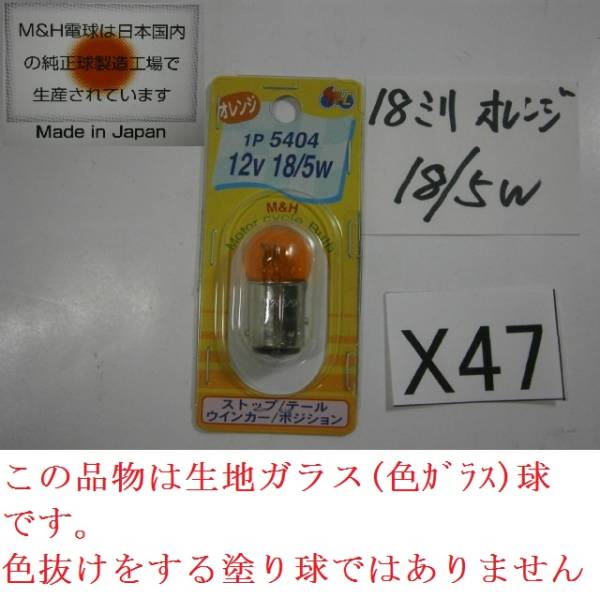 M&H電球は日本国内
の純正球製造工場で
生産されています
Made in Japan
オレンジ
1P 5404
12V 18/5W
M&H
Motor cycle Bulb
ストップ/テール
ウインカー/ポジション
18ミリ オレンジ
18/5W
X47
この品物は生地ガラス(色ｶﾞﾗｽ)球
です。
色抜けをする塗り球ではありません